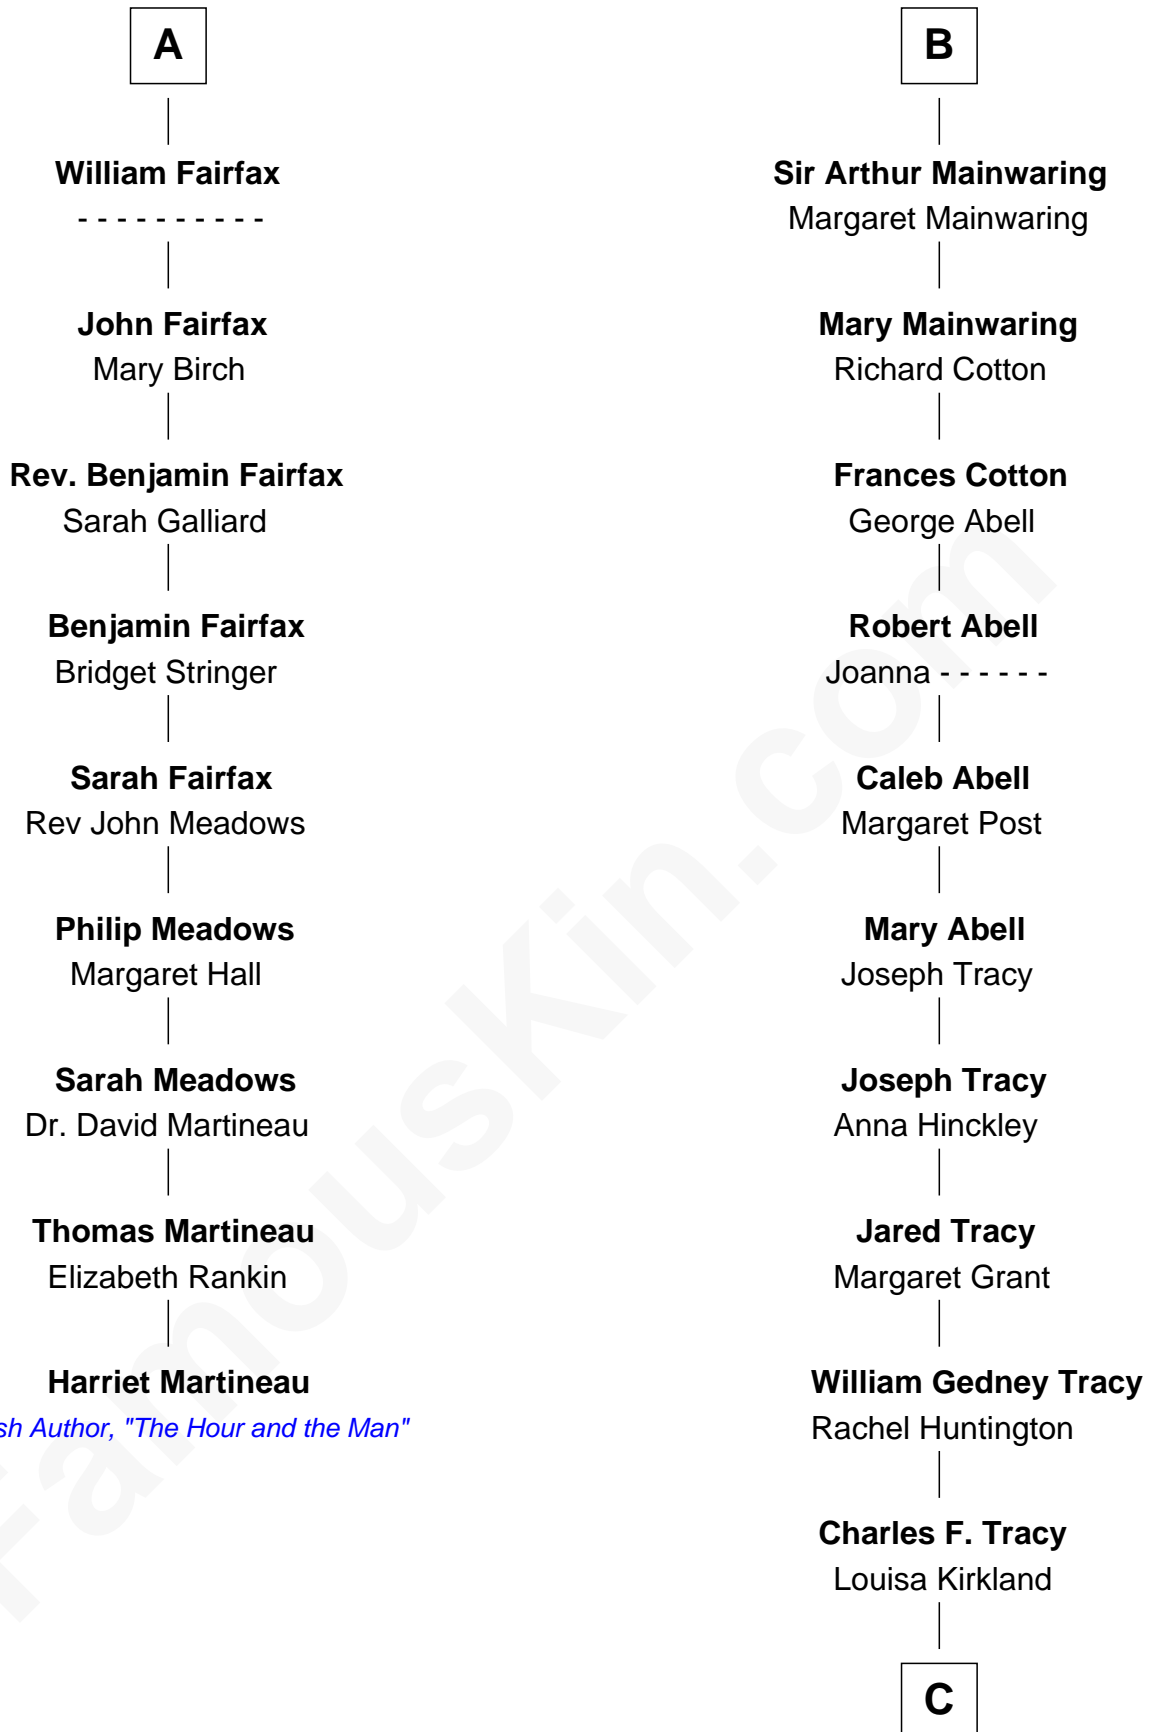 A
William Fairfax
- - - - - - - - - -
John Fairfax
Mary Birch
Rev. Benjamin Fairfax
Sarah Galliard
Benjamin Fairfax
Bridget Stringer
Sarah Fairfax
Rev John Meadows
Philip Meadows
Margaret Hall
Sarah Meadows
Dr. David Martineau
Thomas Martineau
Elizabeth Rankin
Harriet Martineau
sh Author, "The Hour and the Man"
B
Sir Arthur Mainwaring
Margaret Mainwaring
Mary Mainwaring
Richard Cotton
Frances Cotton
George Abell
Robert Abell
Joanna - - - - - -
Caleb Abell
Margaret Post
Mary Abell
Joseph Tracy
Joseph Tracy
Anna Hinckley
Jared Tracy
Margaret Grant
William Gedney Tracy
Rachel Huntington
Charles F. Tracy
Louisa Kirkland
C
FamousKin.com